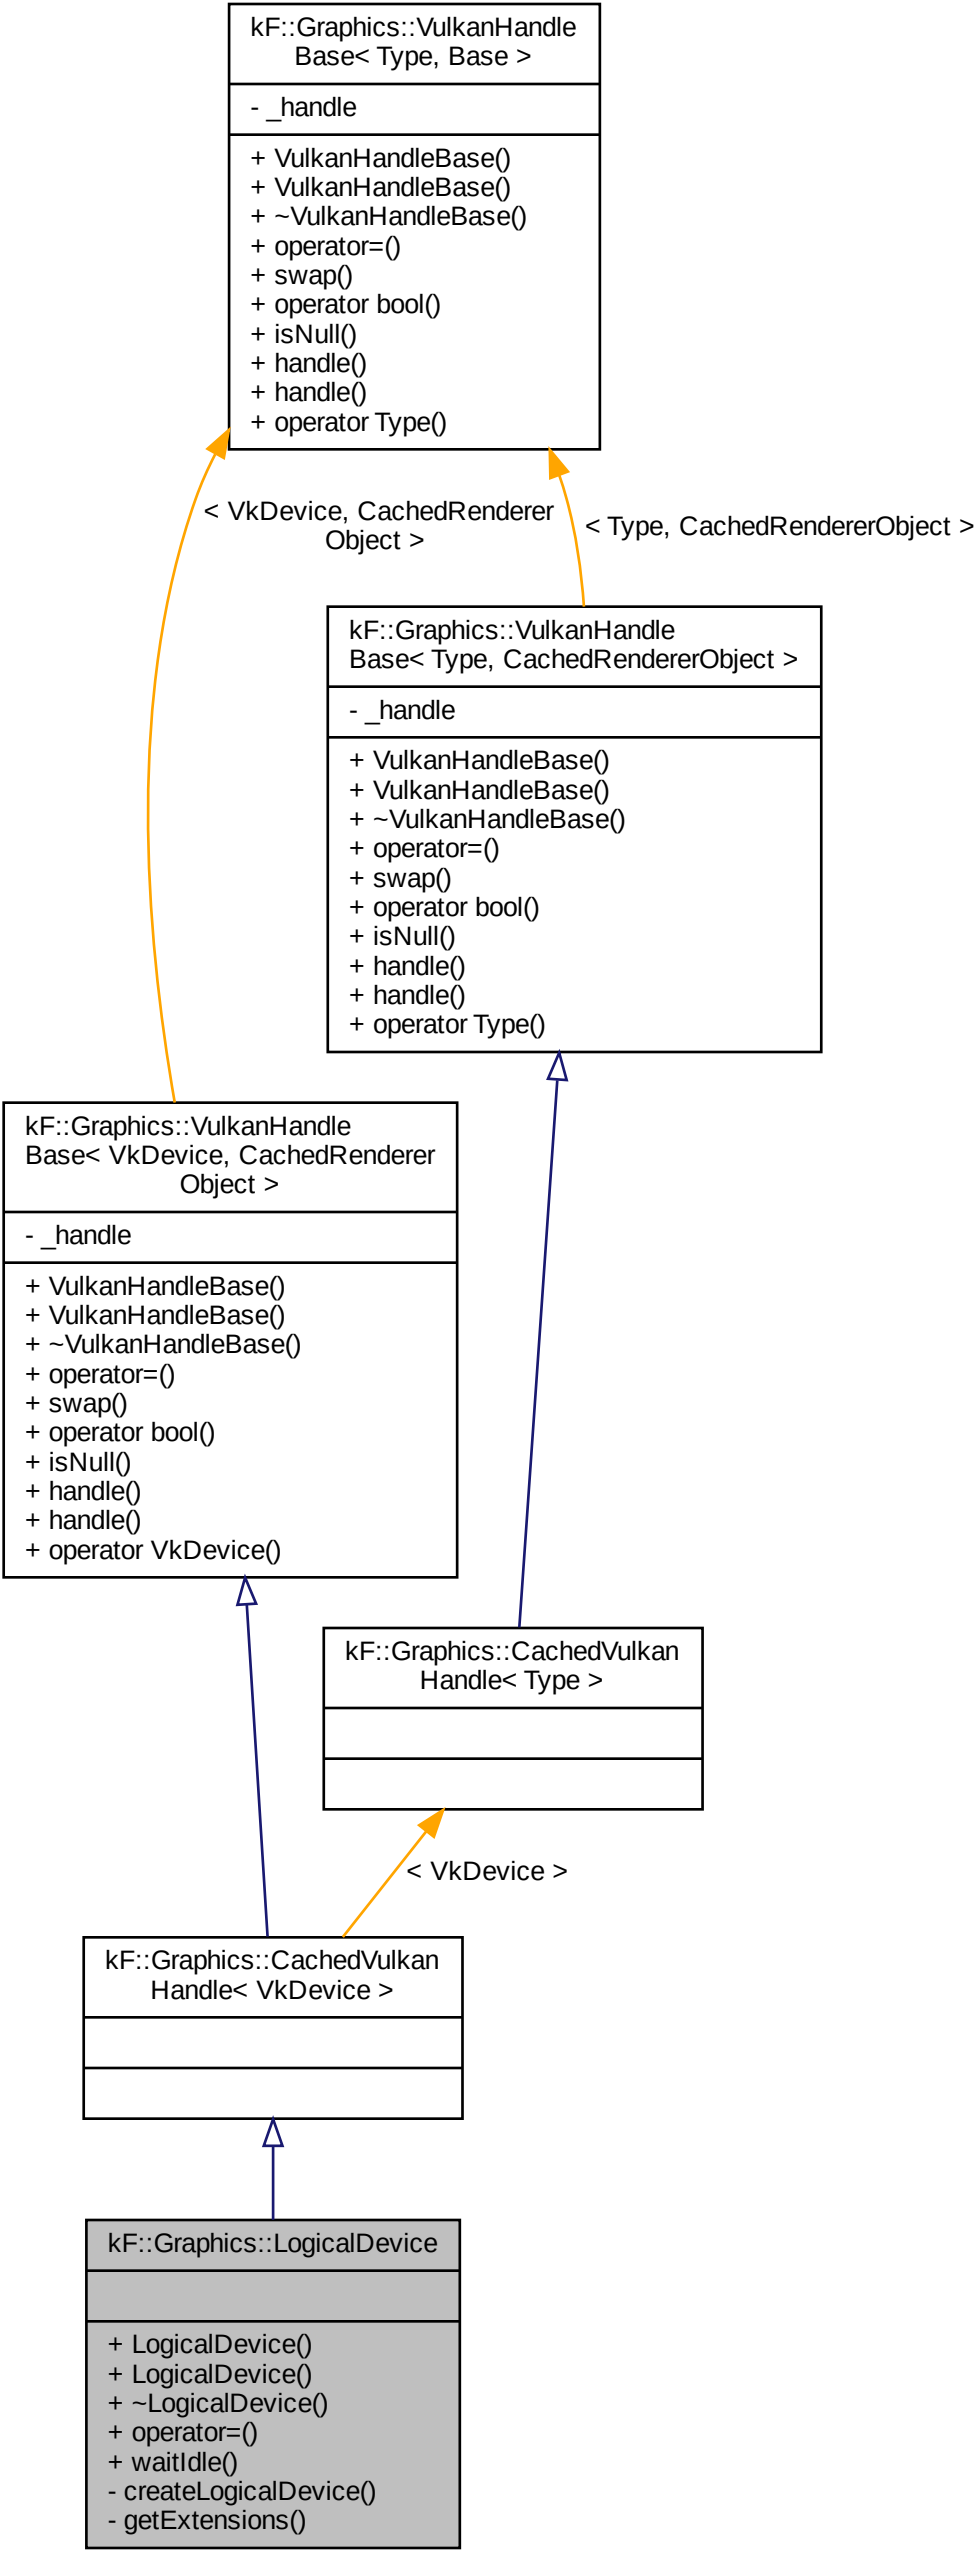 kF::Graphics::VulkanHandle
Base< Type, Base >
- _handle
+ VulkanHandleBase()
+ VulkanHandleBase()
+ ~VulkanHandleBase()
+ operator=()
+ swap()
+ operator bool()
+ isNull()
+ handle()
+ handle()
+ operator Type()
< VkDevice, CachedRenderer
Object >
< Type, CachedRendererObject >
kF::Graphics::VulkanHandle
Base< Type, CachedRendererObject >
- _handle
+ VulkanHandleBase()
+ VulkanHandleBase()
+ ~VulkanHandleBase()
+ operator=()
+ swap()
+ operator bool()
+ isNull()
+ handle()
+ handle()
+ operator Type()
kF::Graphics::VulkanHandle
Base< VkDevice, CachedRenderer
Object >
- _handle
+ VulkanHandleBase()
+ VulkanHandleBase()
+ ~VulkanHandleBase()
+ operator=()
+ swap()
+ operator bool()
+ isNull()
+ handle()
+ handle()
+ operator VkDevice()
kF::Graphics::CachedVulkan
Handle< Type >
< VkDevice >
kF::Graphics::CachedVulkan
Handle< VkDevice >
kF::Graphics::LogicalDevice
+ LogicalDevice()
+ LogicalDevice()
+ ~LogicalDevice()
+ operator=()
+ waitIdle()
- createLogicalDevice()
- getExtensions()